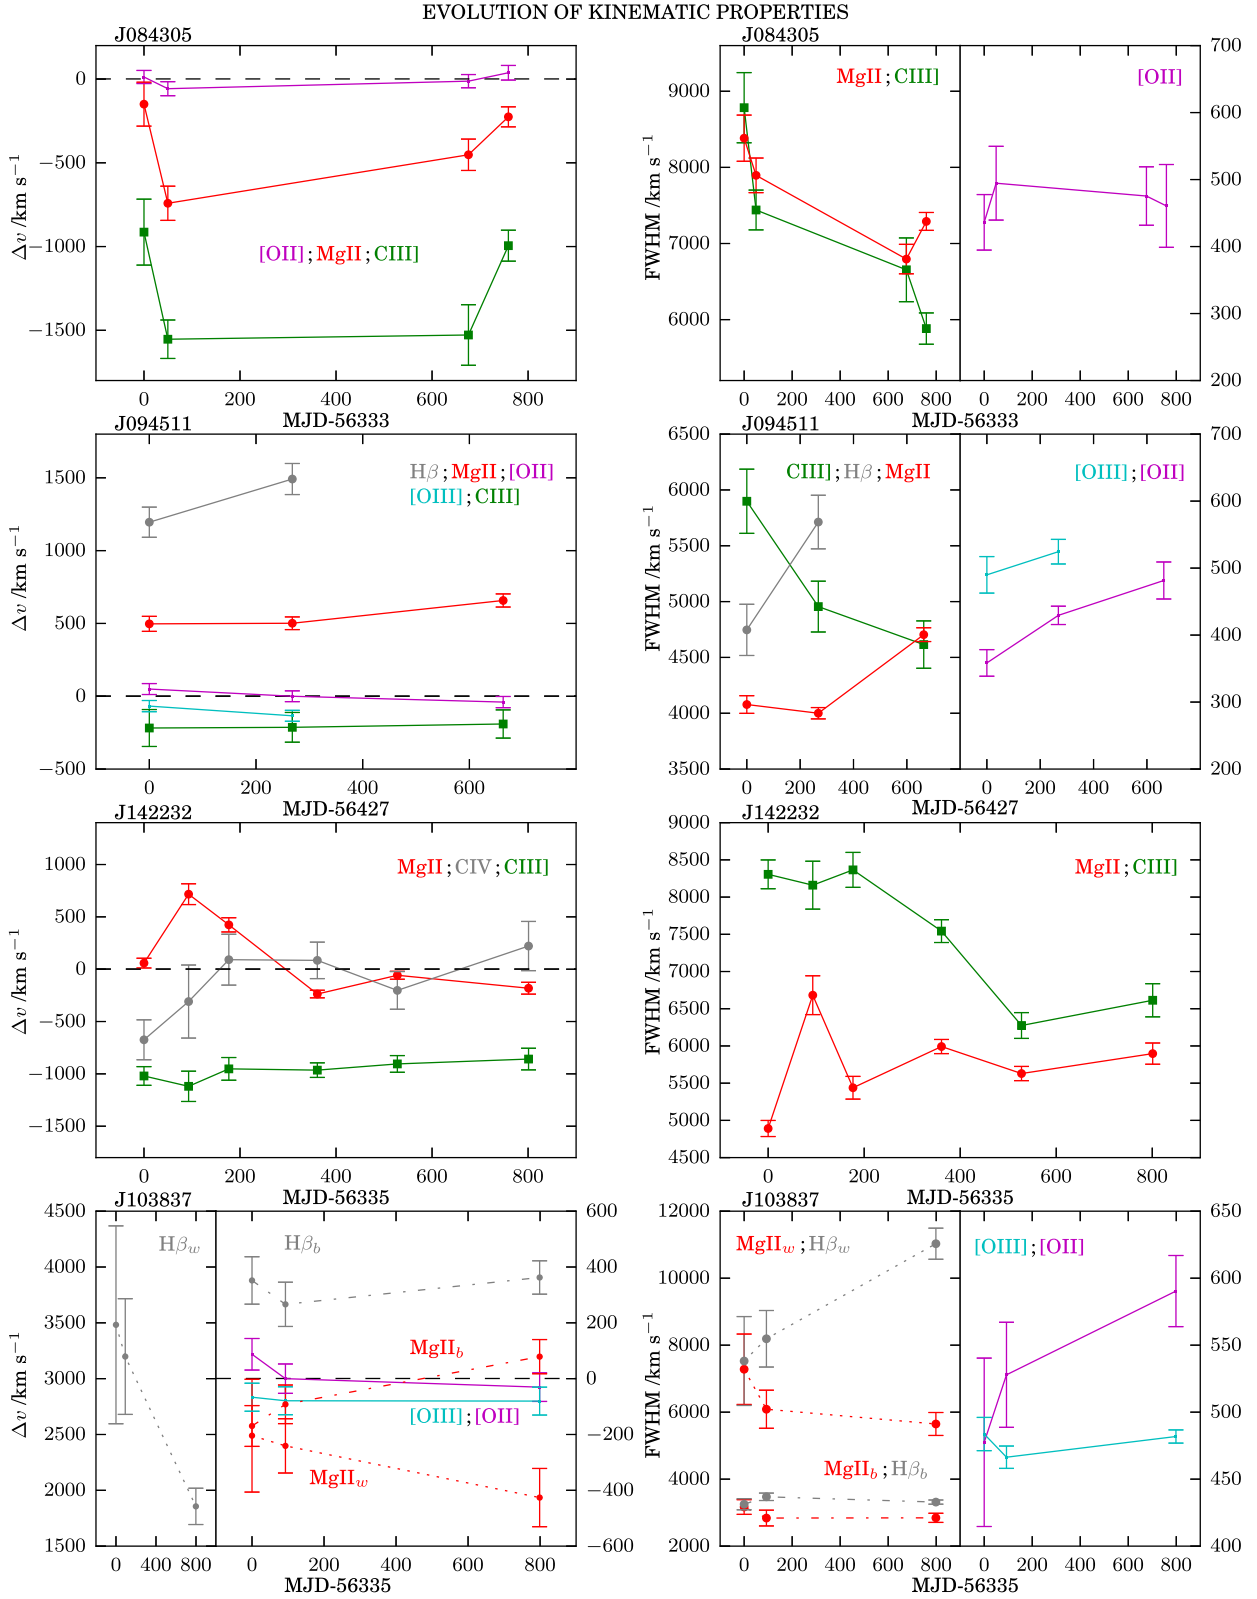 EVOLUTION OF KINEMATIC PROPERTIES
J084305
0
−500
−1000
−1500
Δv /km s−1
[OII] ; MgII ; CIII]
0 200 400 600 800
MJD-56333
J084305
9000
8000
7000
6000
FWHM /km s−1
MgII ; CIII]
[OII]
700
600
500
400
300
200
0 200 400 600 800 0 200 400 600 800
MJD-56333
J094511
1500
1000
500
0
−500
Δv /km s−1
Hβ ; MgII ; [OII]
[OIII] ; CIII]
0 200 400 600
MJD-56427
J094511
6500
6000
5500
5000
4500
4000
3500
FWHM /km s−1
CIII] ; Hβ ; MgII
[OIII] ; [OII]
700
600
500
400
300
200
0 200 400 600 800 0 200 400 600 800
MJD-56427
J142232
1000
500
0
−500
−1000
−1500
Δv /km s−1
MgII ; CIV ; CIII]
0 200 400 600 800
MJD-56335
J142232
9000
8500
8000
7500
7000
6500
6000
5500
5000
4500
FWHM /km s−1
MgII ; CIII]
0 200 400 600 800
MJD-56335
J103837
4500
4000
3500
3000
2500
2000
1500
Δv /km s−1
Hβw
Hβb
MgIIb
[OIII] ; [OII]
MgIIw
600
400
200
0
−200
−400
−600
0 400 800 0 200 400 600 800
MJD-56335
J103837
12000
10000
8000
6000
4000
2000
FWHM /km s−1
MgIIw ; Hβw
MgIIb ; Hβb
[OIII] ; [OII]
650
600
550
500
450
400
0 200 400 600 800 0 200 400 600 800
MJD-56335